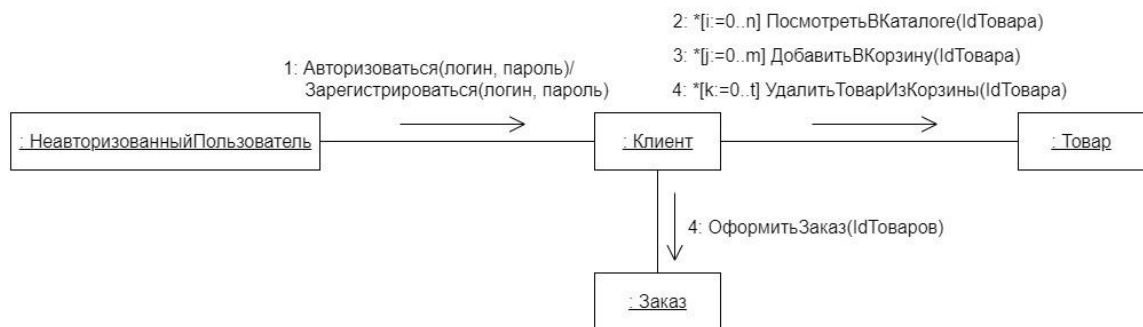 2: *[i:=0..n] ПосмотретьВКаталоге(IdТовара)
3: *[j:=0..m] ДобавитьВКорзину(IdТовара)
1: Авторизоваться(логин, пароль)/
Зарегистрироваться(логин, пароль)
4: *[k:=0..t] УдалитьТоварИзКорзины(IdТовара)
: НеавторизованныйПользователь
: Клиент
: Товар
4: ОформитьЗаказ(IdТоваров)
: Заказ